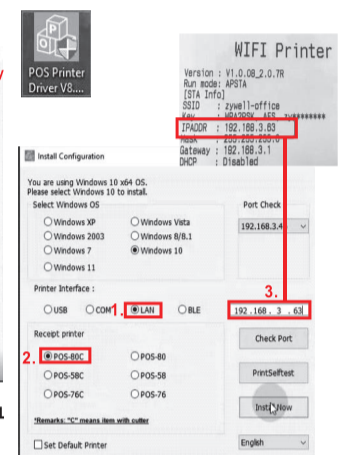 POS Printer
Driver V8....
WIFI Printer
Version : V1.0.08_2.0.7R
Run mode: APSTA
[STA Info]
SSID : zywell-office
IPADDR : 192.168.3.63
Gateway : 192.168.3.1
DHCP : Disabled
Install Configuration
You are using Windows 10 x64 OS.
Please select Windows 10 to install.
Select Windows OS
Port Check
Windows XP
Windows Vista
192.168.3.4
Windows 2003
Windows 8/8.1
Windows 7
Windows 10
Windows 11
Printer Interface :
3.
USB
COM
1.
LAN
BLE
192 .168 . 3 . 63
Receipt printer
Check Port
2.
POS-80C
POS-80
POS-58C
POS-58
PrintSelftest
POS-76C
POS-76
Install Now
*Remarks: "C" means item with cutter
Set Default Printer
English